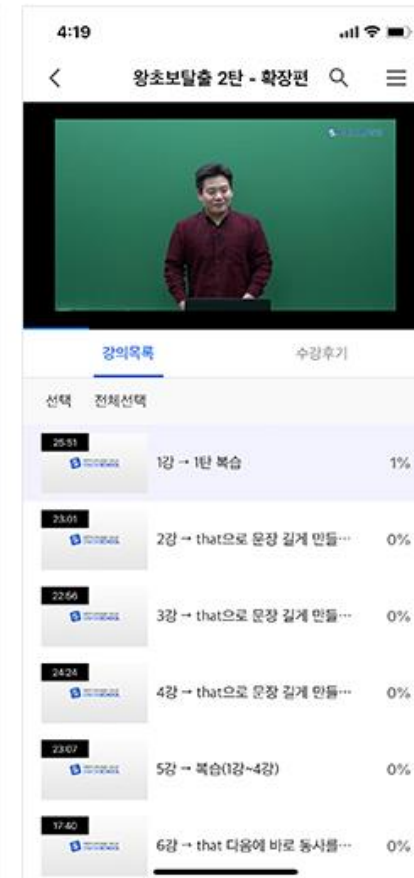 4:19
왕초보탈출 2탄 - 확장편
강의목록 수강후기
선택 전체선택
25:51
1강 → 1탄 복습 1%
23:01
2강 → that으로 문장 길게 만들… 0%
22:56
3강 → that으로 문장 길게 만들… 0%
24:24
4강 → that으로 문장 길게 만들… 0%
23:07
5강 → 복습(1강~4강) 0%
17:40
6강 → that 다음에 바로 동사를… 0%